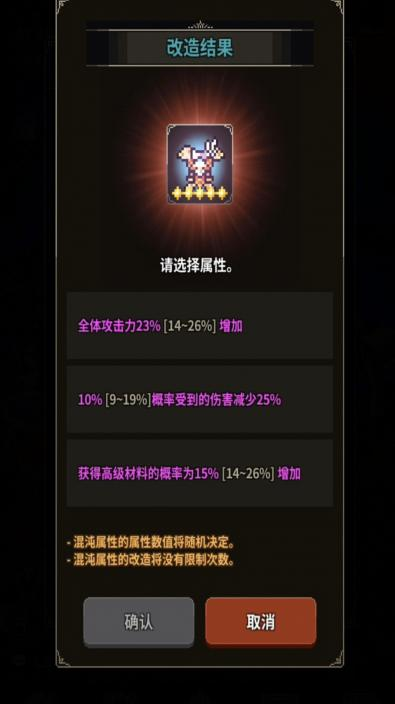 改造结果
请选择属性。
全体攻击力23% [14~26%] 增加
10% [9~19%]概率受到的伤害减少25%
获得高级材料的概率为15% [14~26%] 增加
- 混沌属性的属性数值将随机决定。
- 混沌属性的改造将没有限制次数。
确认
取消